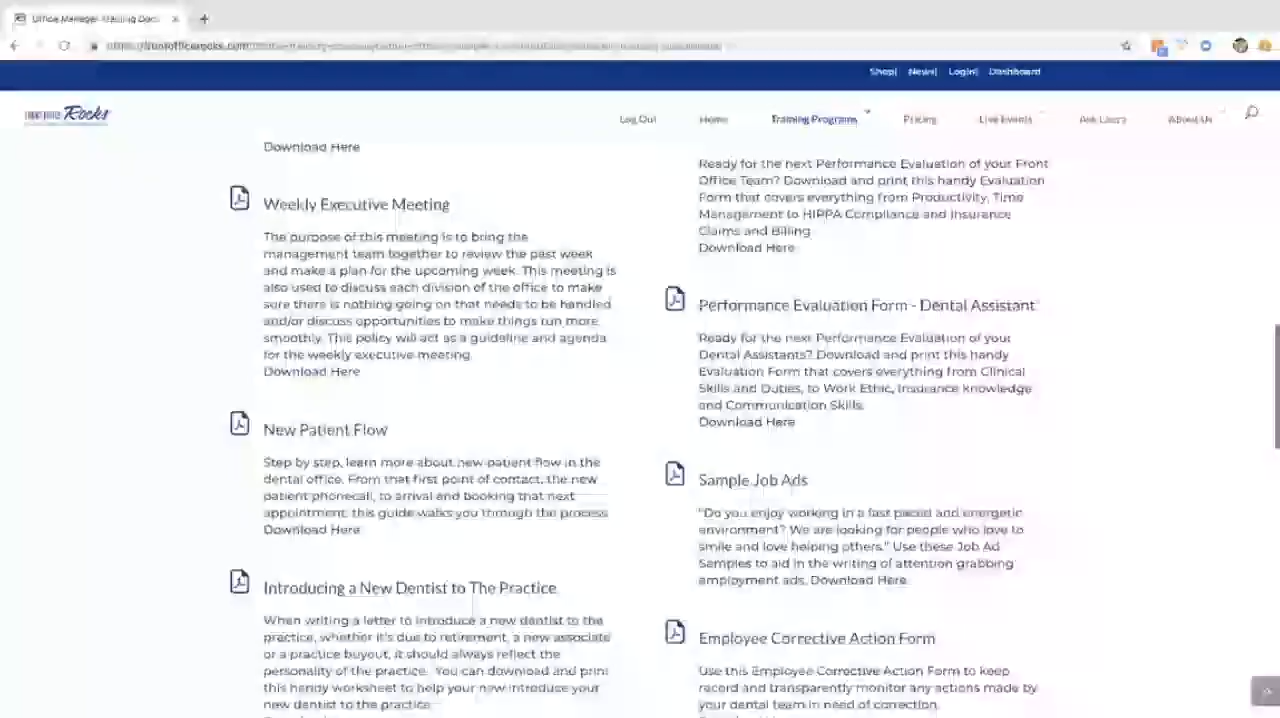 Office Manager Training Doc
Shop| News| Login| Dashboard
Rocks
Log Out Home Training Programs Pricing Live Events Ask Laura About Us
Download Here
Weekly Executive Meeting
The purpose of this meeting is to bring the
management team together to review the past week
and make a plan for the upcoming week. This meeting is
also used to discuss each division of the office to make
sure there is nothing going on that needs to be handled
and/or discuss opportunities to make things run more
smoothly. This policy will act as a guideline and agenda
for the weekly executive meeting.
Download Here
New Patient Flow
Step by step, learn more about new patient flow in the
dental office. From that first point of contact, the new
patient phonecall, to arrival and booking that next
appointment, this guide walks you through the process
Download Here
Introducing a New Dentist to The Practice
When writing a letter to introduce a new dentist to the
practice, whether it's due to retirement, a new associate
or a practice buyout, it should always reflect the
personality of the practice. You can download and print
this handy worksheet to help your new introduce your
new dentist to the practice.
Ready for the next Performance Evaluation of your Front
Office Team? Download and print this handy Evaluation
Form that covers everything from Productivity, Time
Management to HIPPA Compliance and Insurance
Claims and Billing
Download Here
Performance Evaluation Form - Dental Assistant
Ready for the next Performance Evaluation of your
Dental Assistants? Download and print this handy
Evaluation Form that covers everything from Clinical
Skills and Duties, to Work Ethic, Insurance knowledge
and Communication Skills.
Download Here
Sample Job Ads
"Do you enjoy working in a fast paced and energetic
environment? We are looking for people who love to
smile and love helping others." Use these Job Ad
Samples to aid in the writing of attention grabbing
employment ads. Download Here
Employee Corrective Action Form
Use this Employee Corrective Action Form to keep
record and transparently monitor any actions made by
your dental team in need of correction.